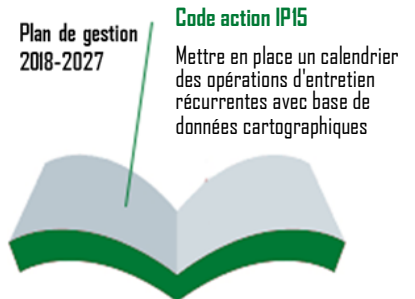 Plan de gestion
2018-2027
Code action IP15
Mettre en place un calendrier
des opérations d'entretien
récurrentes avec base de
données cartographiques